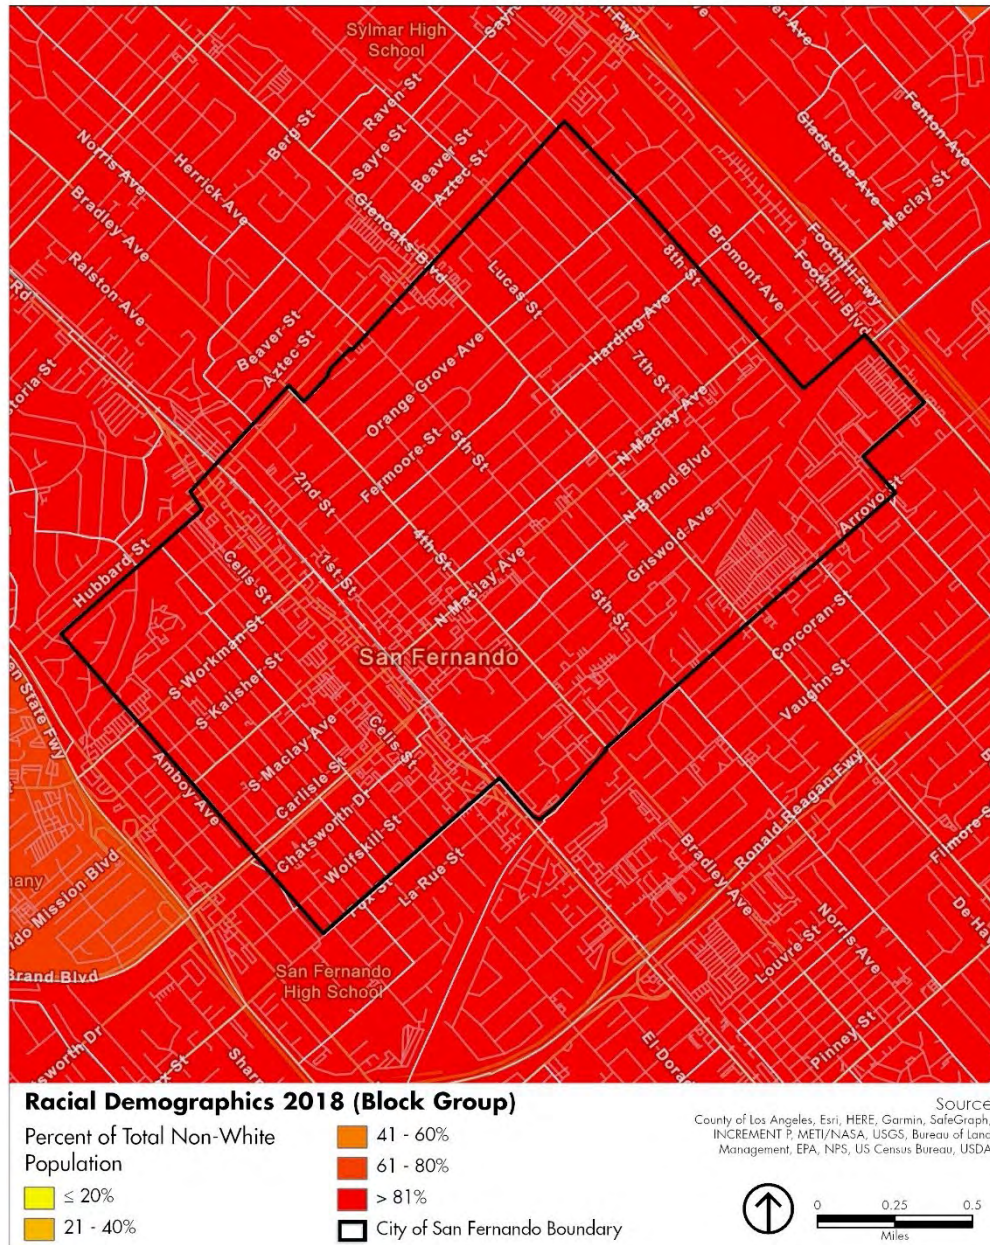 Sylmar High
School
Sayre St
Raven St
Berg St
Sayre St
Beaver St
Aztec St
Norris Ave
Herrick Ave
Bradley Ave
Ralston Ave
Glenoaks Blvd
Fenton Ave
Gladstone Ave
Maclay St
Foothill Fwy
Foothill Blvd
Bromont Ave
8th St
Lucas St
Harding Ave
7th St
Orange Grove Ave
Beaver St
Aztec St
N Maclay Ave
N Brand Blvd
Fermoore St
5th St
2nd St
4th St
Griswold Ave
Arroyo St
Hubbard St
Celis St
1st St
N Maclay Ave
5th St
Corcoran St
Vaughn St
San Fernando
S Workman St
S Kalisher St
S Maclay Ave
Celis St
Carlisle St
Amboy Ave
Chatsworth Dr
Wolfskill St
La Rue St
Fox St
Ronald Reagan Fwy
Bradley Ave
Norris Ave
Louvre St
Pinney St
en State Fwy
ido Mission Blvd
Brand Blvd
San Fernando
High School
Racial Demographics 2018 (Block Group)
Percent of Total Non-White
Population
≤ 20%
21 - 40%
41 - 60%
61 - 80%
> 81%
City of San Fernando Boundary
Source
County of Los Angeles, Esri, HERE, Garmin, SafeGraph,
INCREMENT P, METI/NASA, USGS, Bureau of Land
Management, EPA, NPS, US Census Bureau, USDA
0 0.25 0.5
Miles